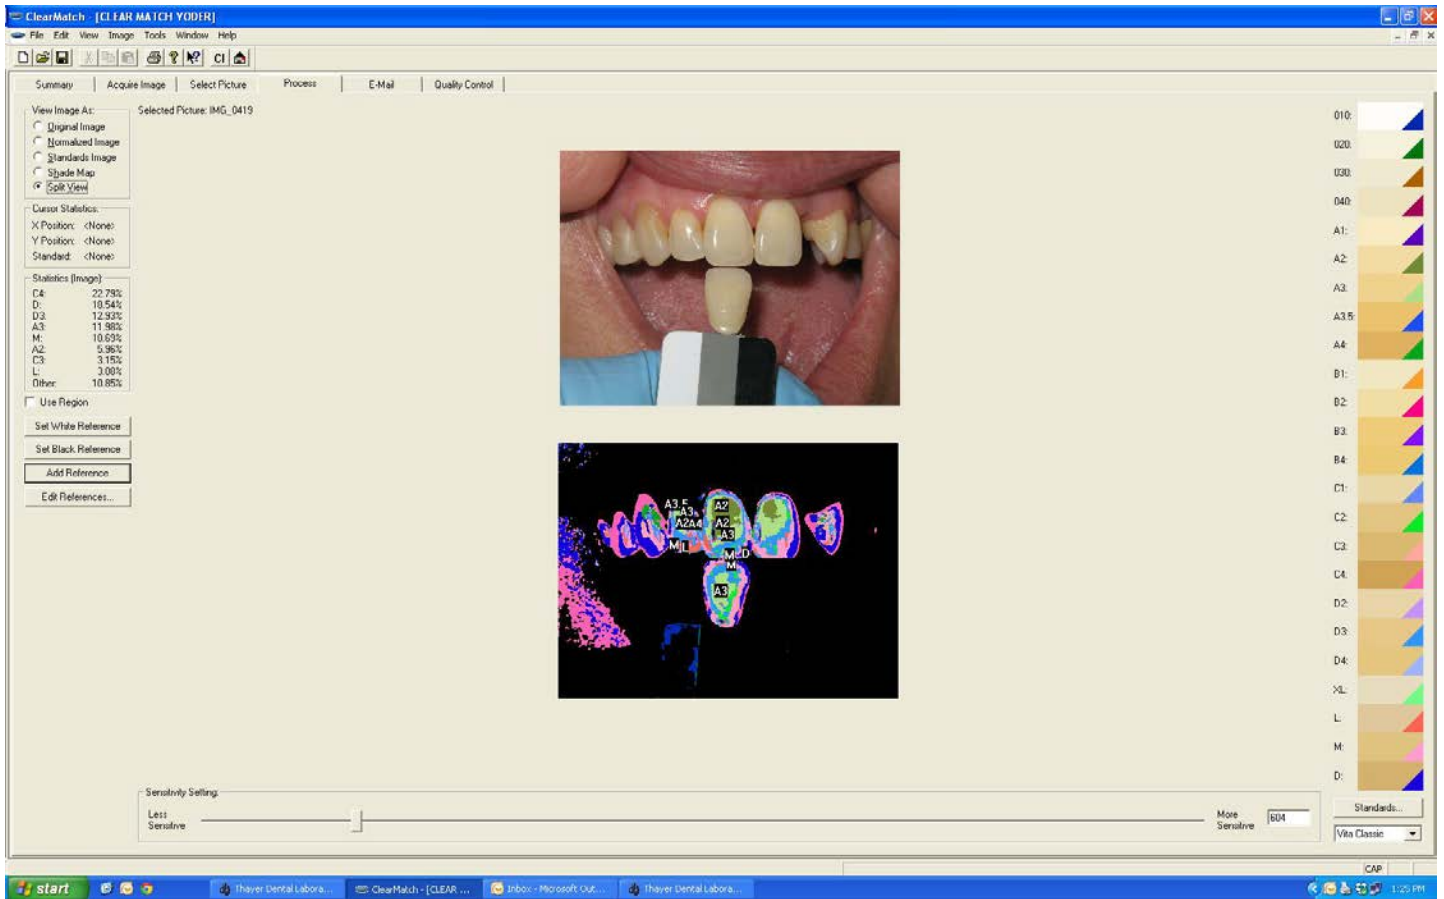 ClearMatch - [CLEAR MATCH YODER]
File Edit View Image Tools Window Help
CI
Summary Acquire Image Select Picture Process E-Mail Quality Control
View Image As:
Original Image
Normalized Image
Standards Image
Shade Map
Split View
Selected Picture: IMG_0419
Cursor Statistics:
X Position: <None>
Y Position: <None>
Standard: <None>
Statistics (Image)
C4: 22.79%
D: 18.54%
D3: 12.93%
A3: 11.98%
M: 10.69%
A2: 5.96%
C3: 3.15%
L: 3.08%
Other: 10.85%
Use Region
Set White Reference
Set Black Reference
Add Reference
Edit References...
A3.5
A3
A2A4
M L
A2
A2
A3
M D
M
A3
010:
020:
030:
040:
A1:
A2:
A3:
A3.5:
A4:
B1:
B2:
B3:
B4:
C1:
C2:
C3:
C4:
D2:
D3:
D4:
XL:
L:
M:
D:
Standards...
Vita Classic
Sensitivity Setting:
Less Sensitive
More Sensitive
604
CAP
start
Thayer Dental Labora...
ClearMatch - [CLEAR ...
Inbox - Microsoft Out...
Thayer Dental Labora...
1:25 PM